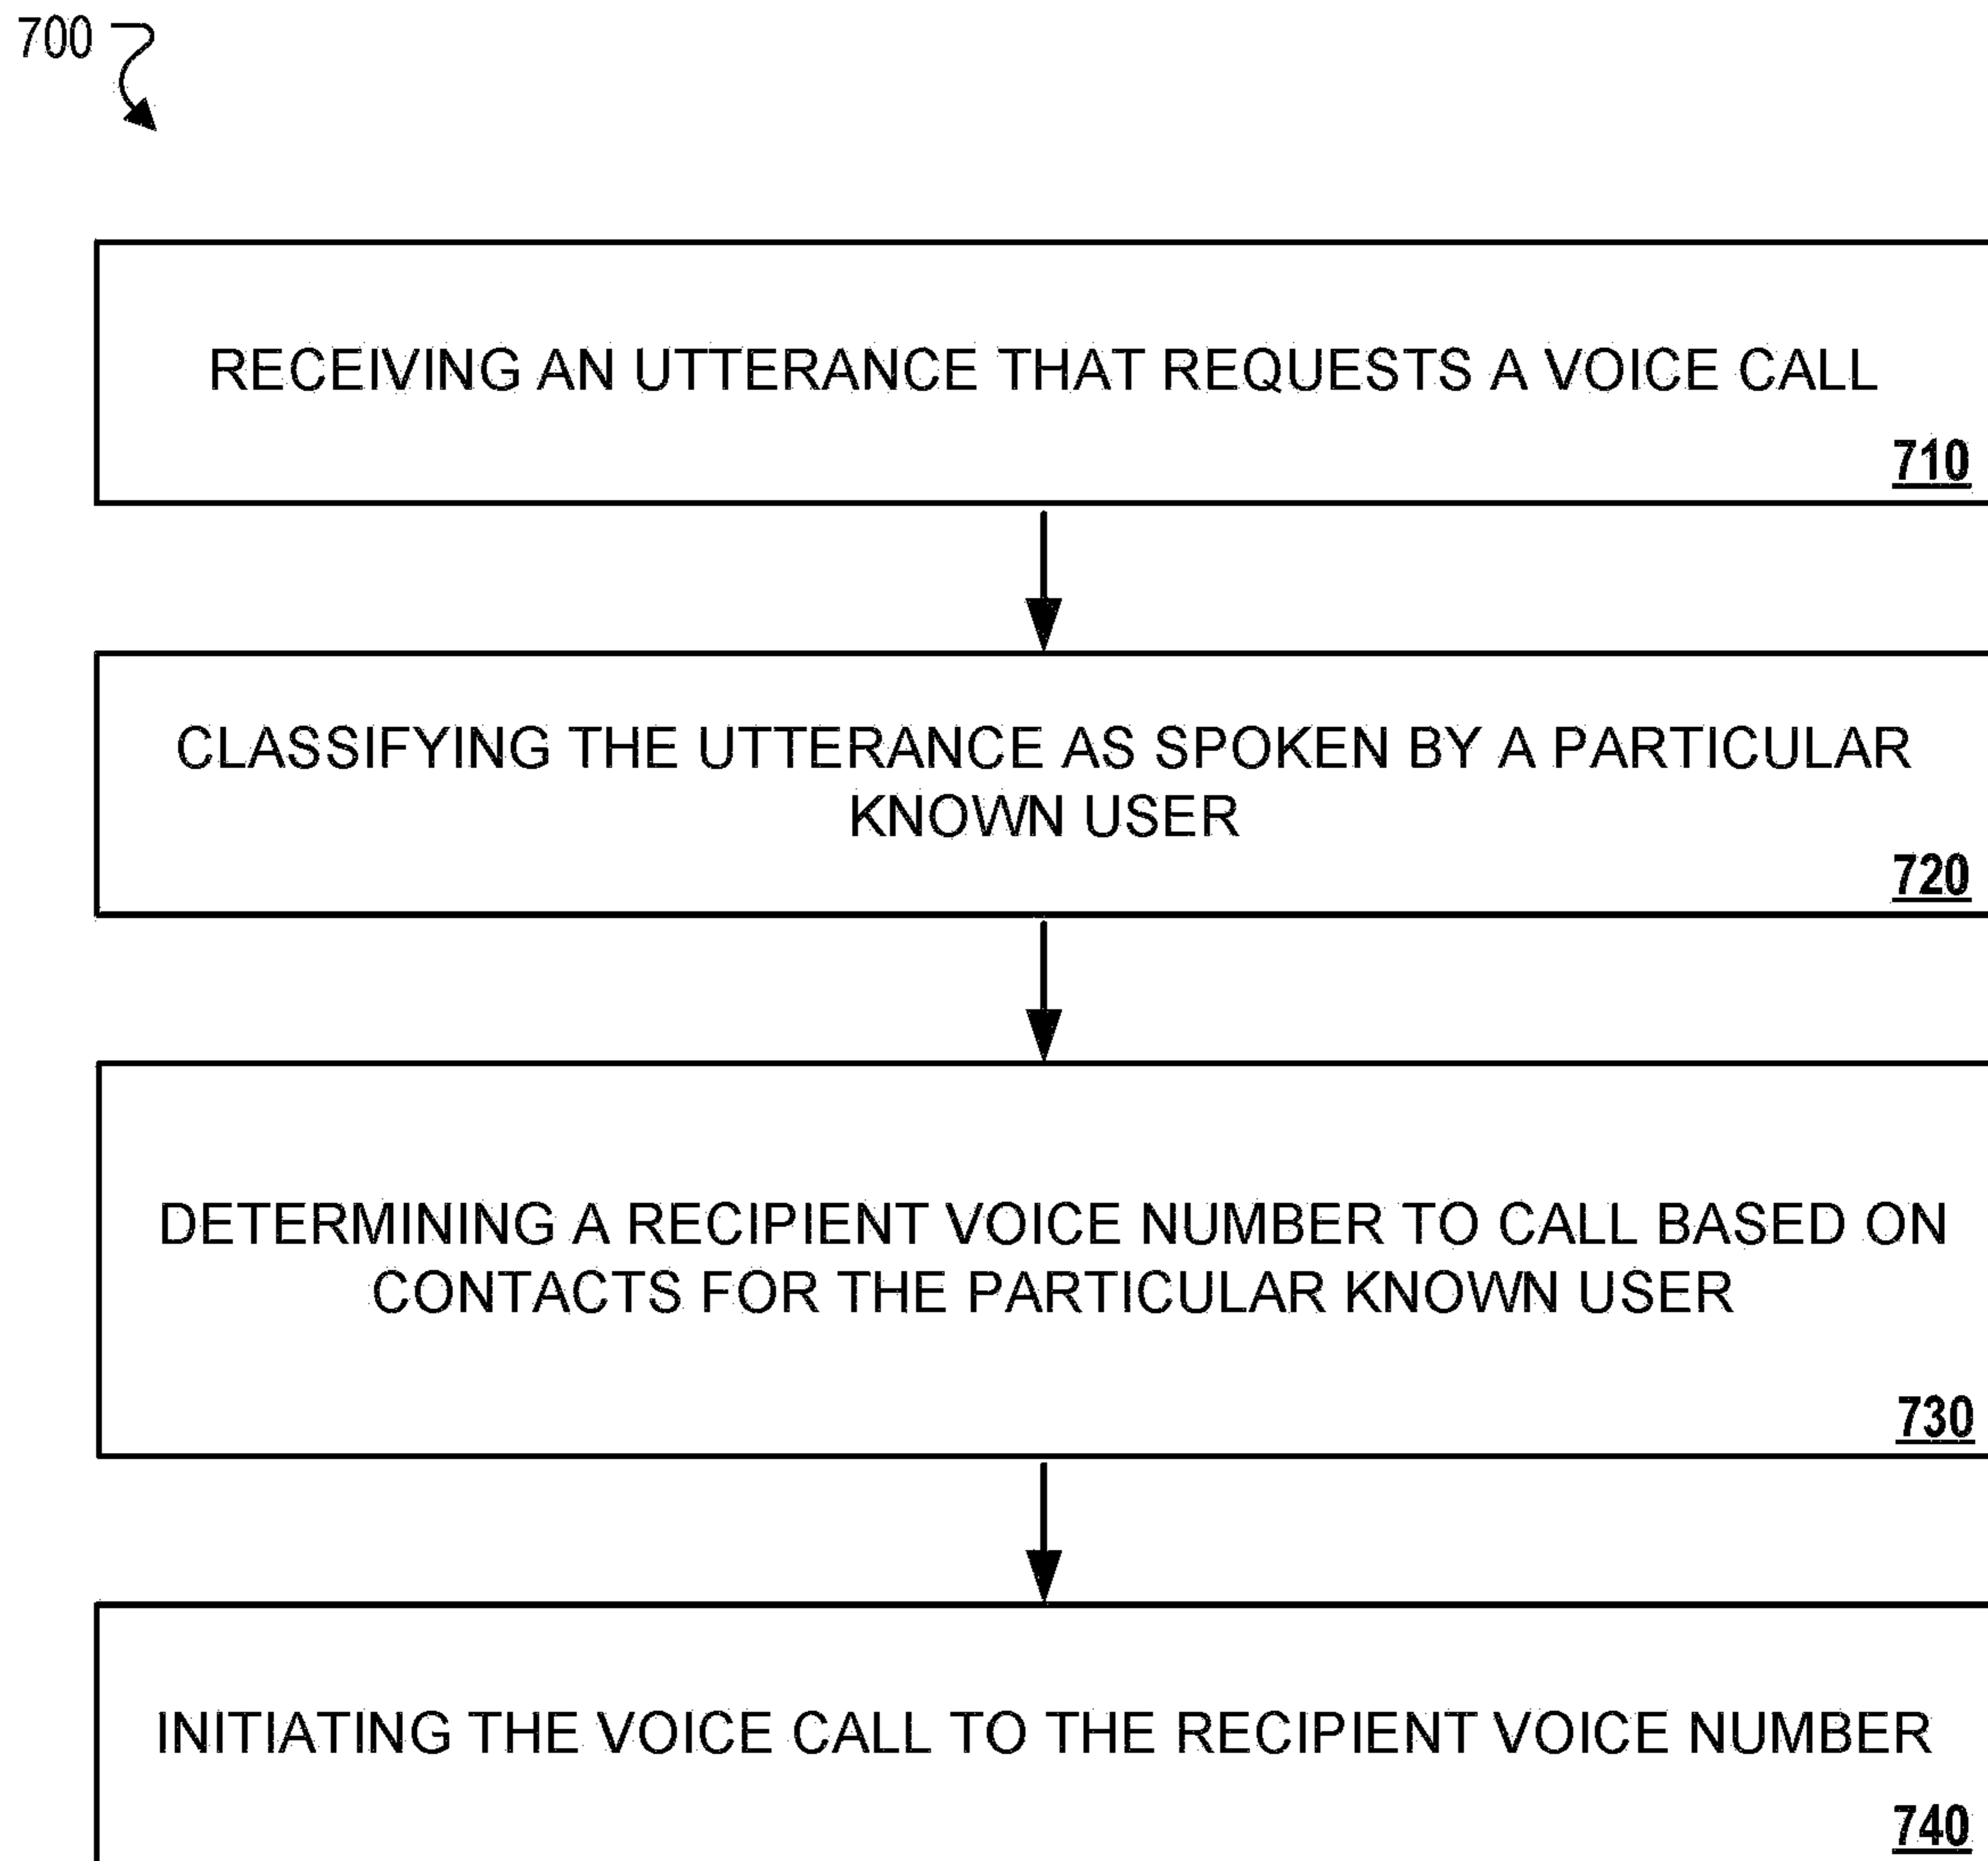 700
RECEIVING AN UTTERANCE THAT REQUESTS A VOICE CALL
710
CLASSIFYING THE UTTERANCE AS SPOKEN BY A PARTICULAR
KNOWN USER
720
DETERMINING A RECIPIENT VOICE NUMBER TO CALL BASED ON
CONTACTS FOR THE PARTICULAR KNOWN USER
730
INITIATING THE VOICE CALL TO THE RECIPIENT VOICE NUMBER
740